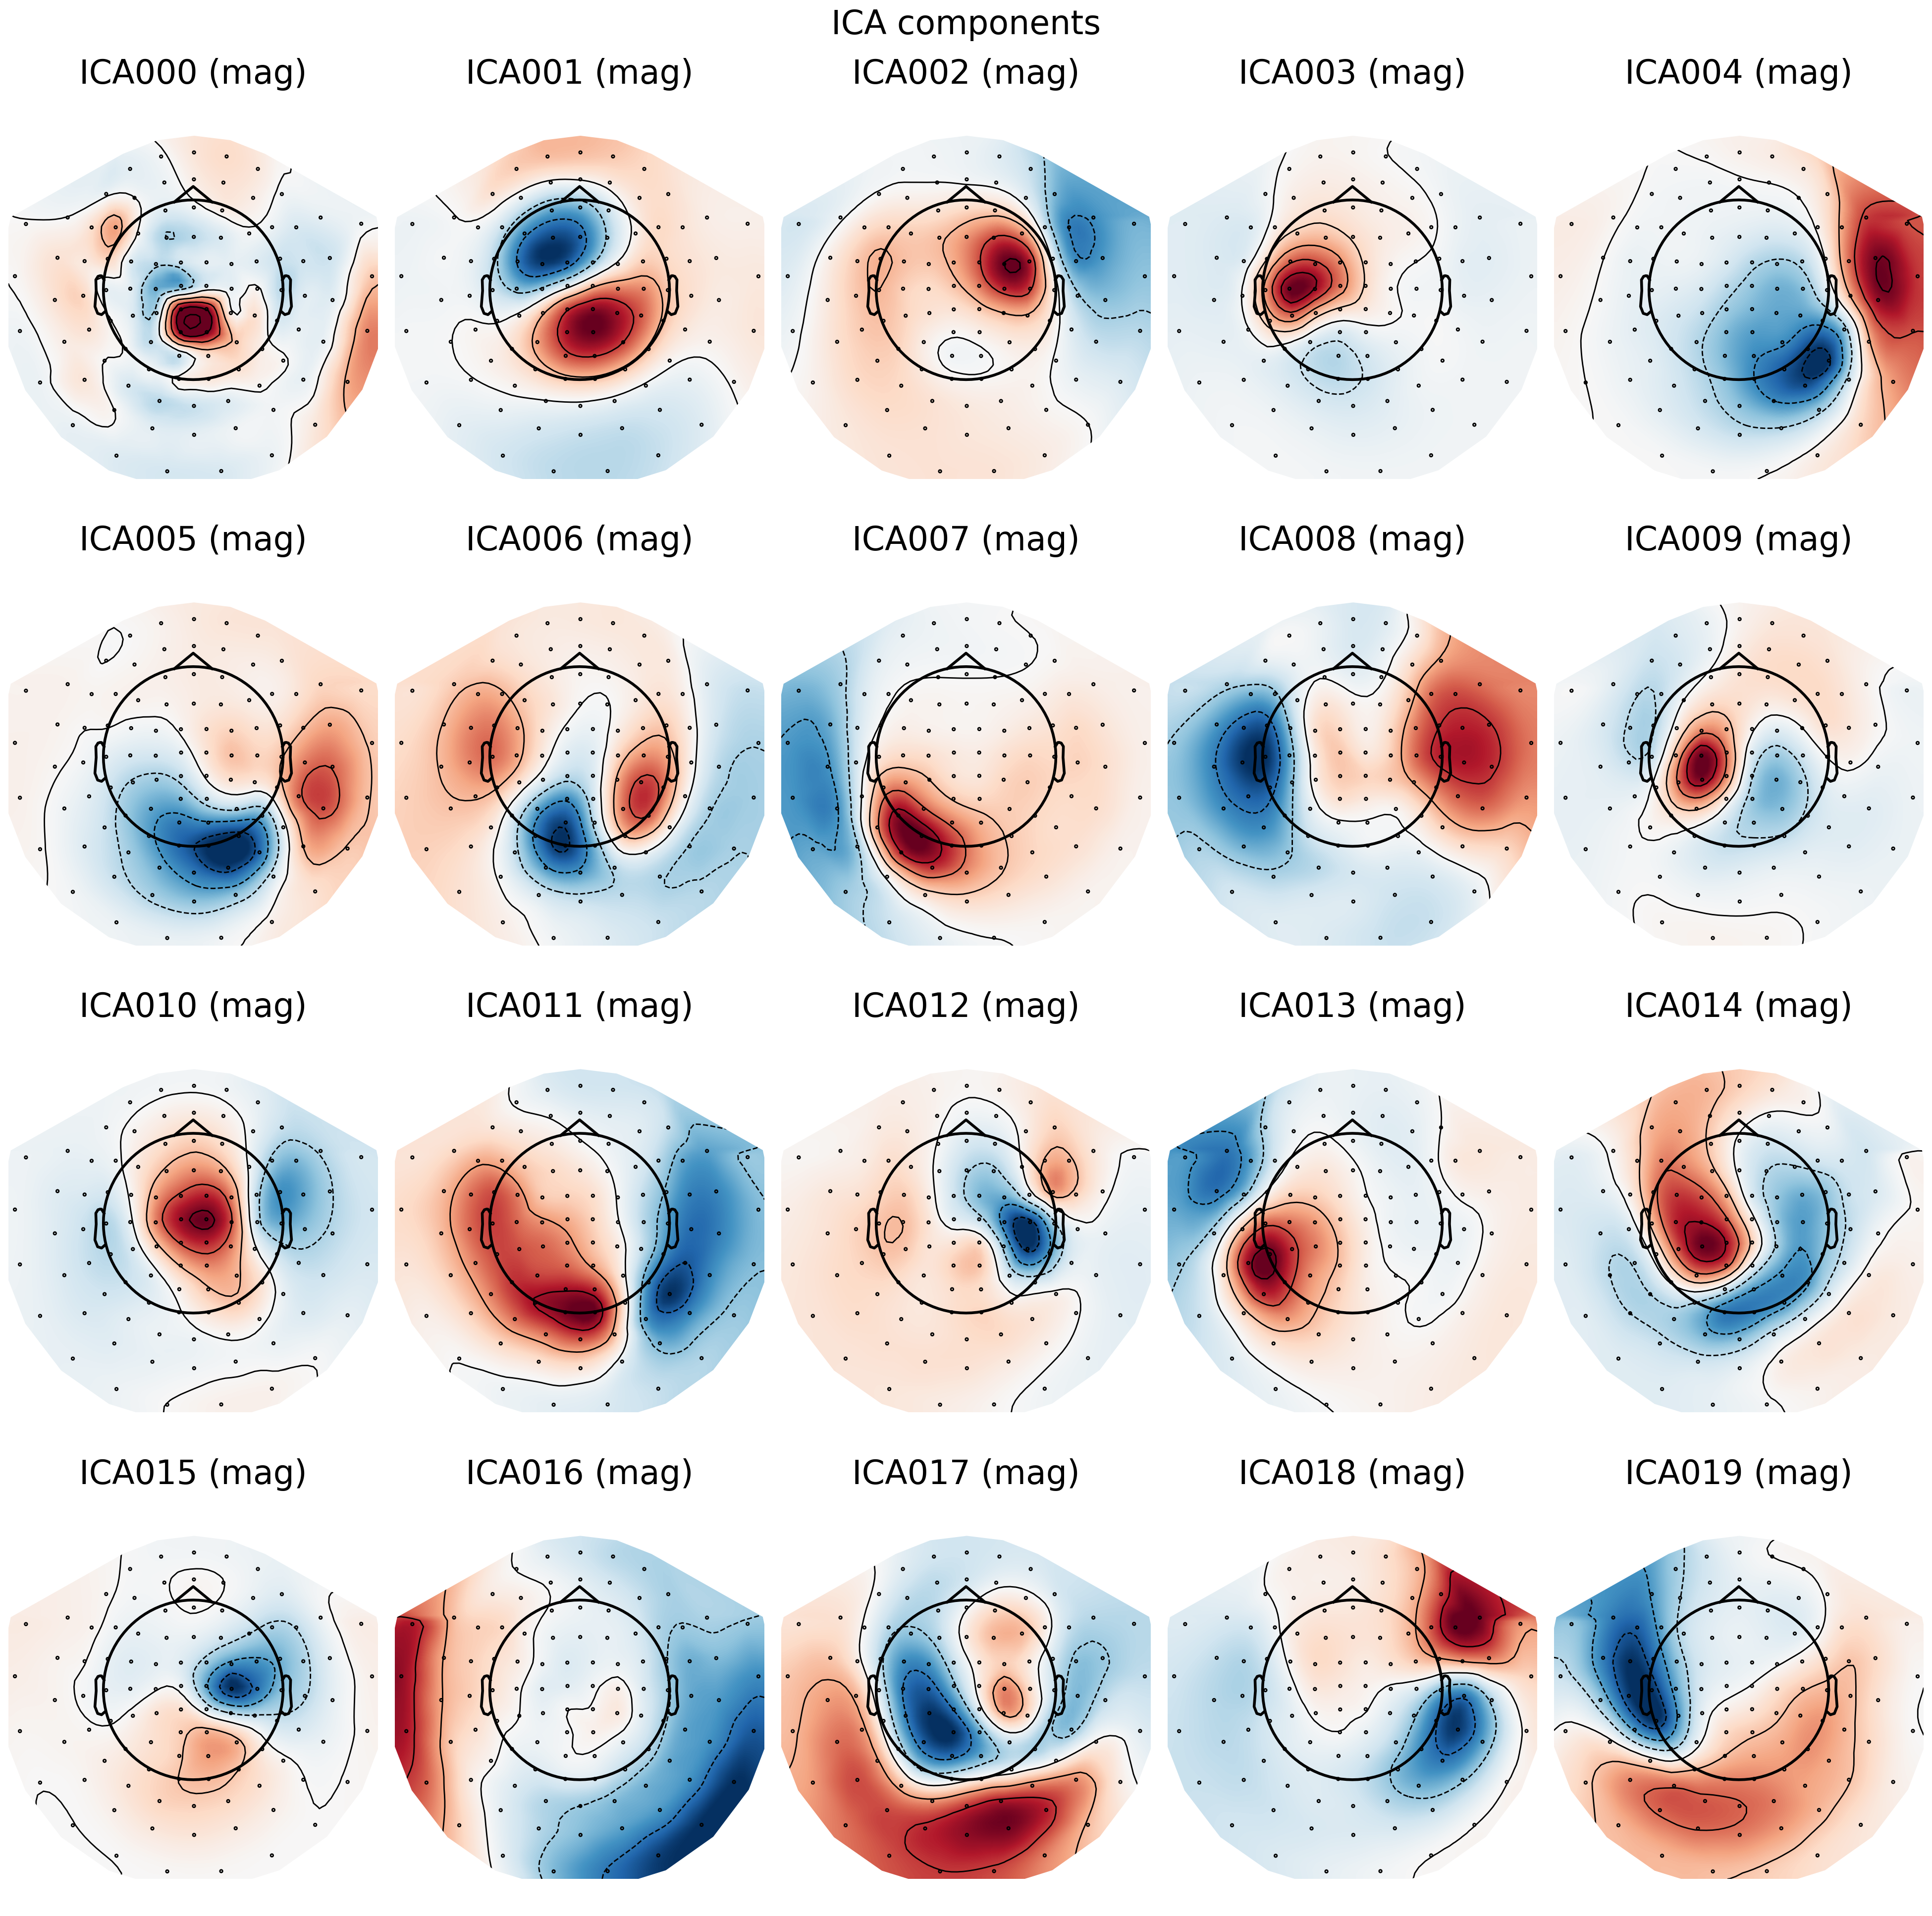 ICA components
ICA000 (mag) ICA001 (mag) ICA002 (mag) ICA003 (mag) ICA004 (mag)
ICA005 (mag) ICA006 (mag) ICA007 (mag) ICA008 (mag) ICA009 (mag)
ICA010 (mag) ICA011 (mag) ICA012 (mag) ICA013 (mag) ICA014 (mag)
ICA015 (mag) ICA016 (mag) ICA017 (mag) ICA018 (mag) ICA019 (mag)